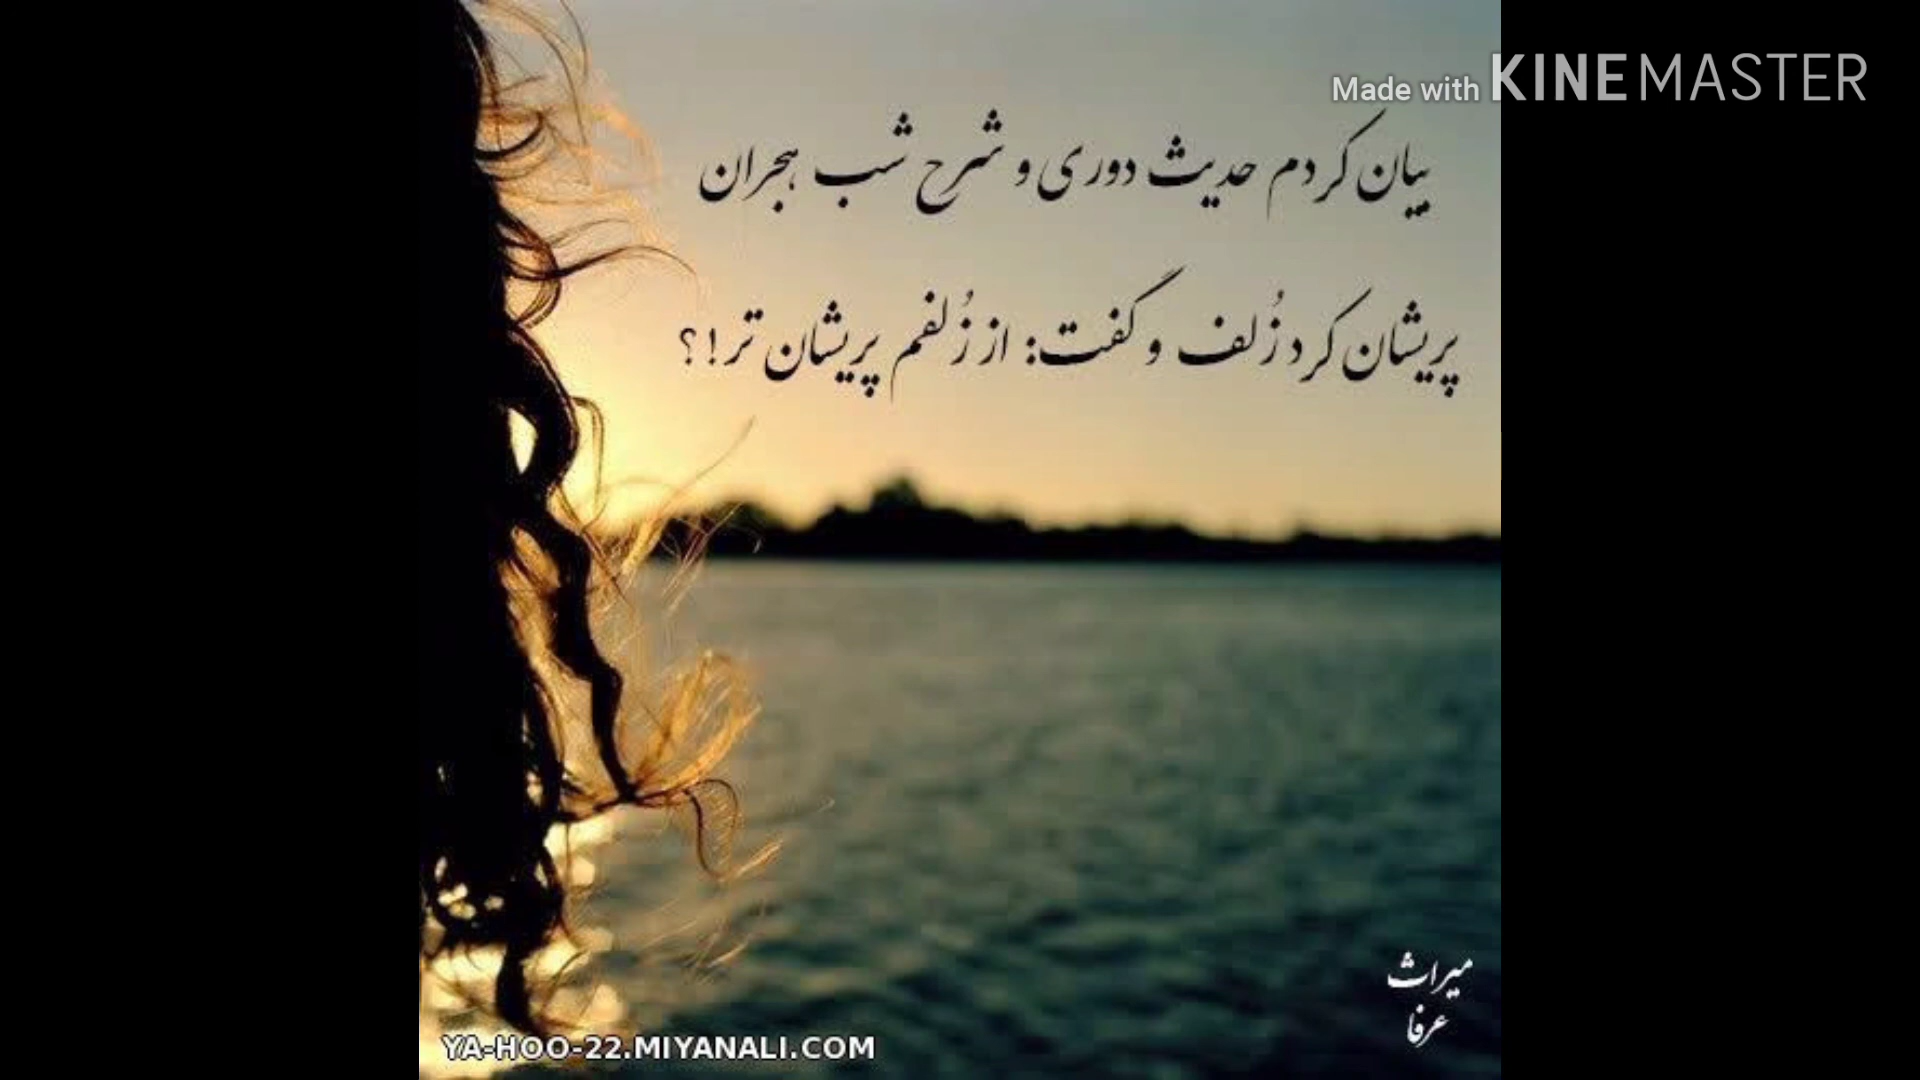 Made with KINEMASTER
بیان کردم حدیث دوری و شرح شب هجران
پریشان کرد زُلف و گفت: از زُلفم پریشان تر!؟
میراث
عرفا
YA-HOO-22.MIYANALI.COM